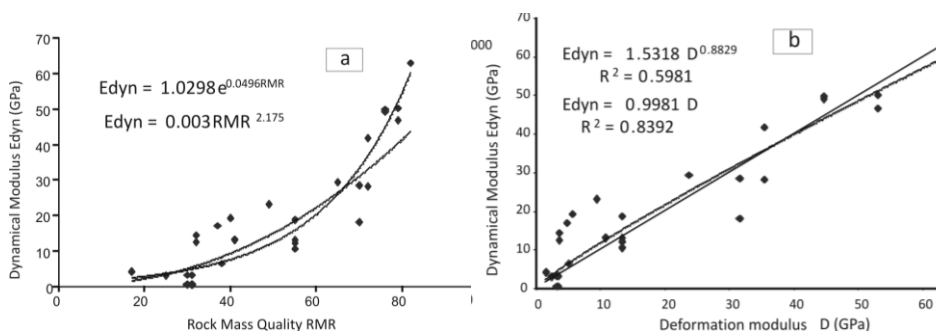 a
Edyn = 1.0298e^0.0496RMR
Edyn = 0.003RMR ^2.175
Dynamical Modulus Edyn (GPa)
70
60
50
40
30
20
10
0
0 20 40 60 80
Rock Mass Quality RMR
000
b
Edyn = 1.5318 D^0.8829
R² = 0.5981
Edyn = 0.9981 D
R² = 0.8392
Dynamical Modulus Edyn (GPa)
70
60
50
40
30
20
10
0
0 10 20 30 40 50 60
Deformation modulus D (GPa)